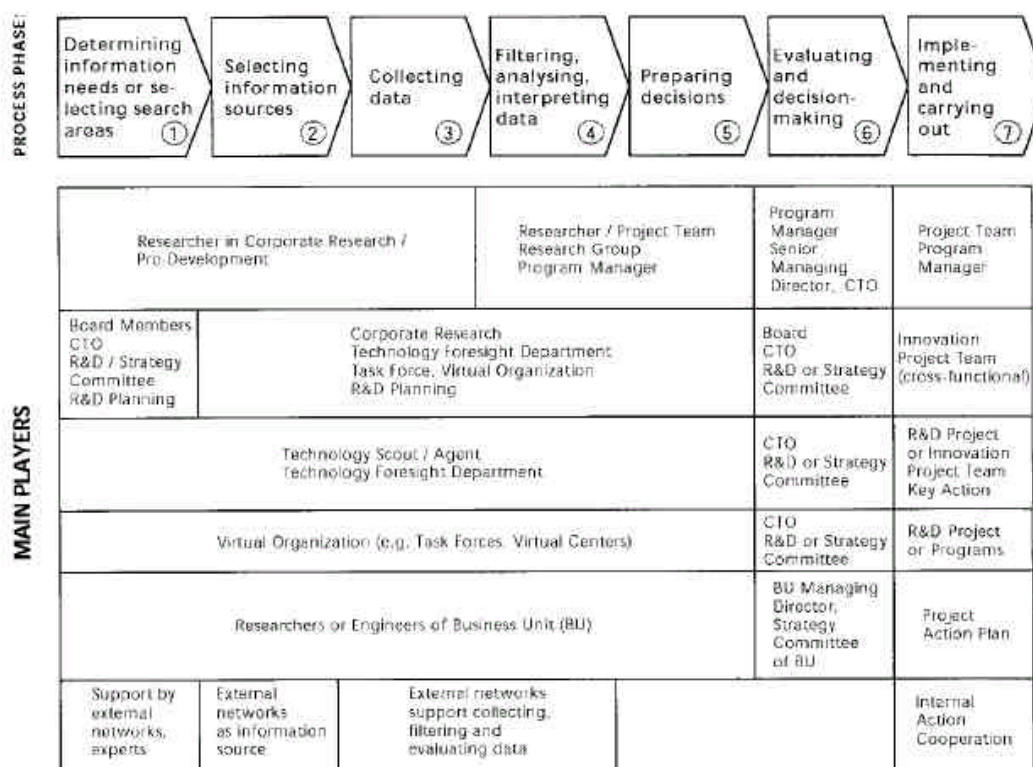 PROCESS PHASE:
Determining
information
needs or se-
lecting search
areas
1
Selecting
information
sources
2
Collecting
data
3
Filtering,
analysing,
interpreting
data
4
Preparing
decisions
5
Evaluating
and
decision-
making
6
Imple-
menting
and
carrying
out
7
MAIN PLAYERS
Researcher in Corporate Research /
Pre-Development
Researcher / Project Team
Research Group
Program Manager
Program
Manager
Senior
Managing
Director, CTO
Project Team
Program
Manager
Board Members
CTO
R&D / Strategy
Committee
R&D Planning
Corporate Research
Technology Foresight Department
Task Force, Virtual Organization
R&D Planning
Board
CTO
R&D or Strategy
Committee
Innovation
Project Team
(cross-functional)
Technology Scout / Agent
Technology Foresight Department
CTO
R&D or Strategy
Committee
R&D Project
or Innovation
Project Team
Key Action
Virtual Organization (e.g. Task Forces, Virtual Centers)
CTO
R&D or Strategy
Committee
R&D Project
or Programs
Researchers or Engineers of Business Unit (BU)
BU Managing
Director,
Strategy
Committee
of BU
Project
Action Plan
Support by
external
networks,
experts
External
networks
as information
source
External networks
support collecting,
filtering and
evaluating data
Internal
Action
Cooperation